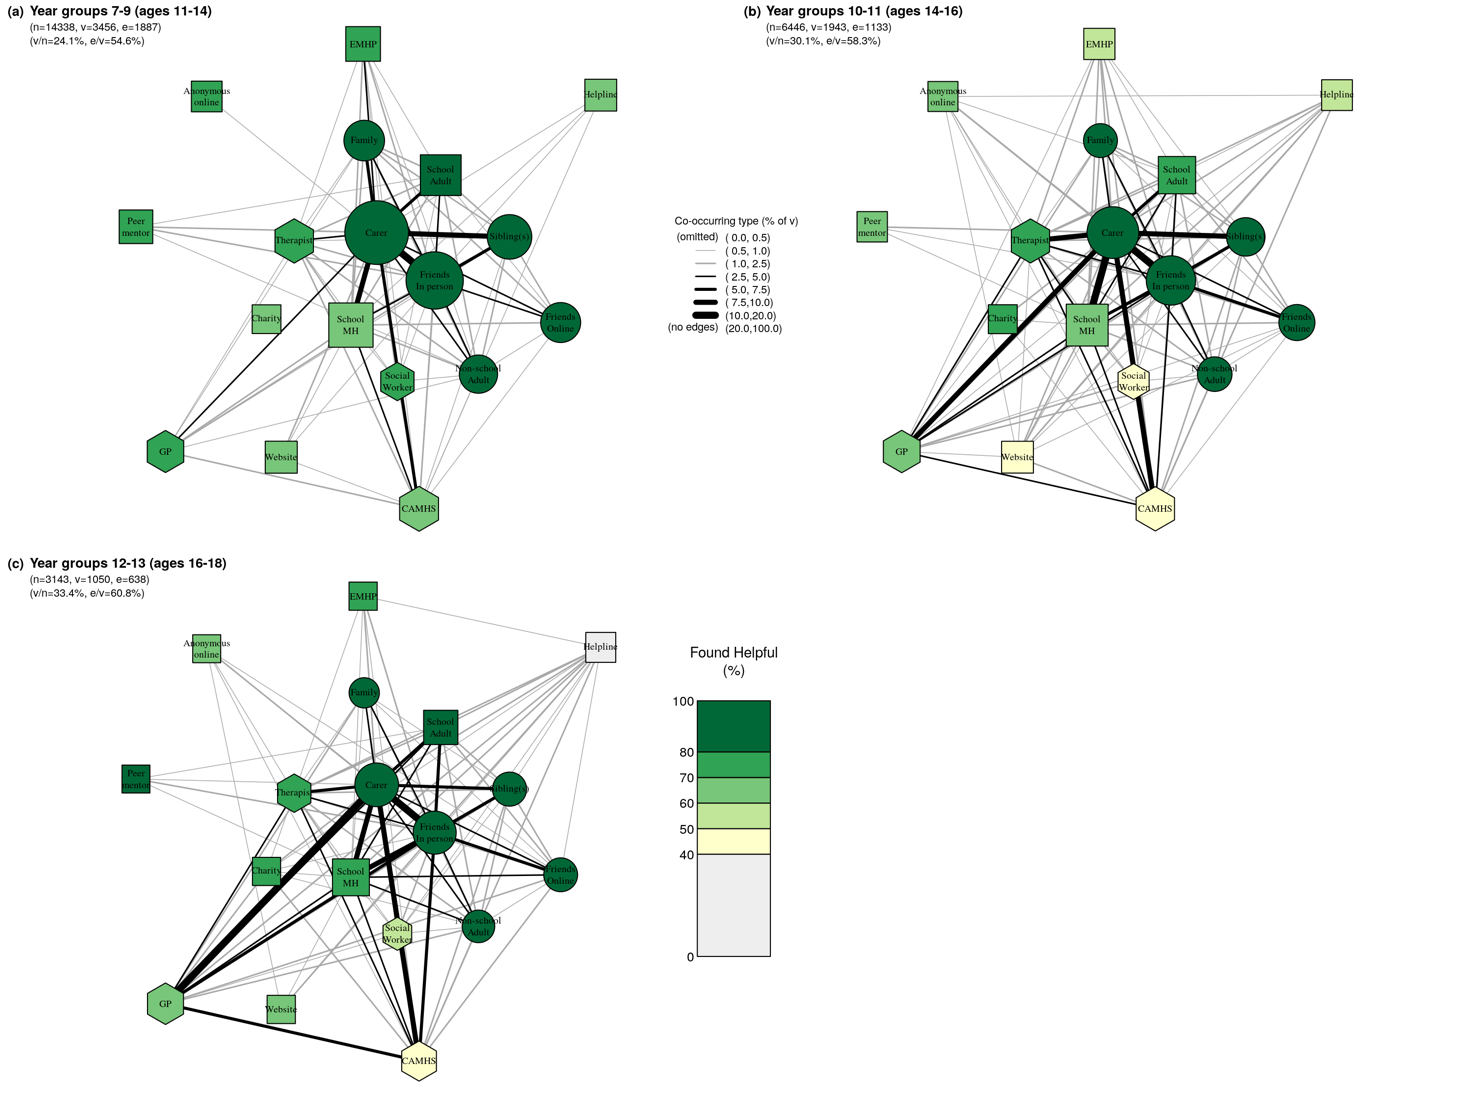 (a) Year groups 7-9 (ages 11-14)
(n=14338, v=3456, e=1887)
(v/n=24.1%, e/v=54.6%)
EMHP
Anonymous
online
Helpline
Family
School
Adult
Peer
mentor
Therapist
Carer
Sibling(s)
Friends
In person
Charity
School
MH
Friends
Online
Social
Worker
Non-school
Adult
GP
Website
CAMHS
Co-occurring type (% of v)
(omitted) ( 0.0, 0.5)
( 0.5, 1.0)
( 1.0, 2.5)
( 2.5, 5.0)
( 5.0, 7.5)
( 7.5,10.0)
(10.0,20.0)
(no edges) (20.0,100.0)
(b) Year groups 10-11 (ages 14-16)
(n=6446, v=1943, e=1133)
(v/n=30.1%, e/v=58.3%)
EMHP
Anonymous
online
Helpline
Family
School
Adult
Peer
mentor
Therapist
Carer
Sibling(s)
Friends
In person
Charity
School
MH
Friends
Online
Social
Worker
Non-school
Adult
GP
Website
CAMHS
(c) Year groups 12-13 (ages 16-18)
(n=3143, v=1050, e=638)
(v/n=33.4%, e/v=60.8%)
EMHP
Anonymous
online
Helpline
Family
School
Adult
Peer
mentor
Therapist
Carer
Sibling(s)
Friends
In person
Charity
School
MH
Friends
Online
Social
Worker
Non-school
Adult
GP
Website
CAMHS
Found Helpful
(%)
100
80
70
60
50
40
0